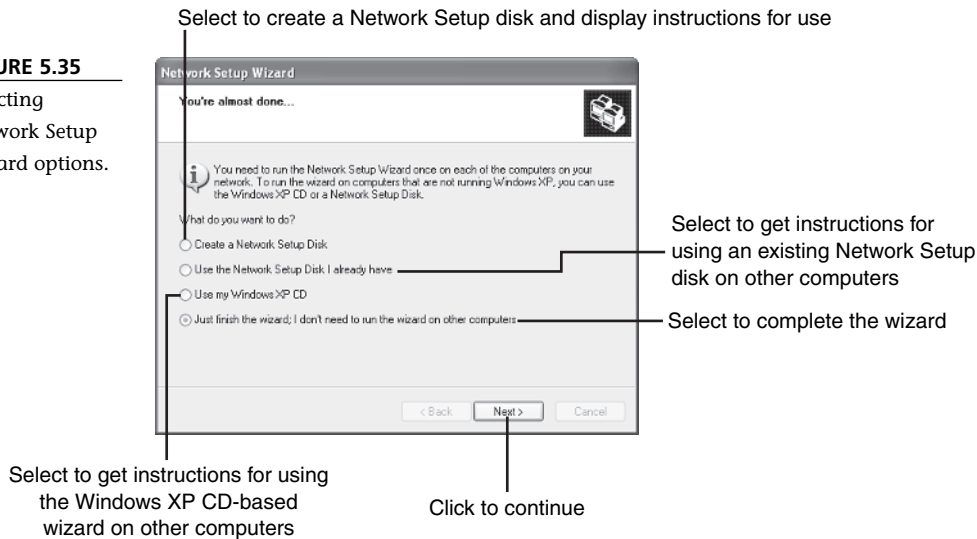 Select to create a Network Setup disk and display instructions for use
URE 5.35
cting
work Setup
ard options.
Network Setup Wizard
You're almost done...
You need to run the Network Setup Wizard once on each of the computers on your
network. To run the wizard on computers that are not running Windows XP, you can use
the Windows XP CD or a Network Setup Disk.
What do you want to do?
Create a Network Setup Disk
Use the Network Setup Disk I already have
Use my Windows XP CD
Just finish the wizard; I don't need to run the wizard on other computers
< Back
Next >
Cancel
Select to get instructions for
using an existing Network Setup
disk on other computers
Select to complete the wizard
Select to get instructions for using
the Windows XP CD-based
wizard on other computers
Click to continue